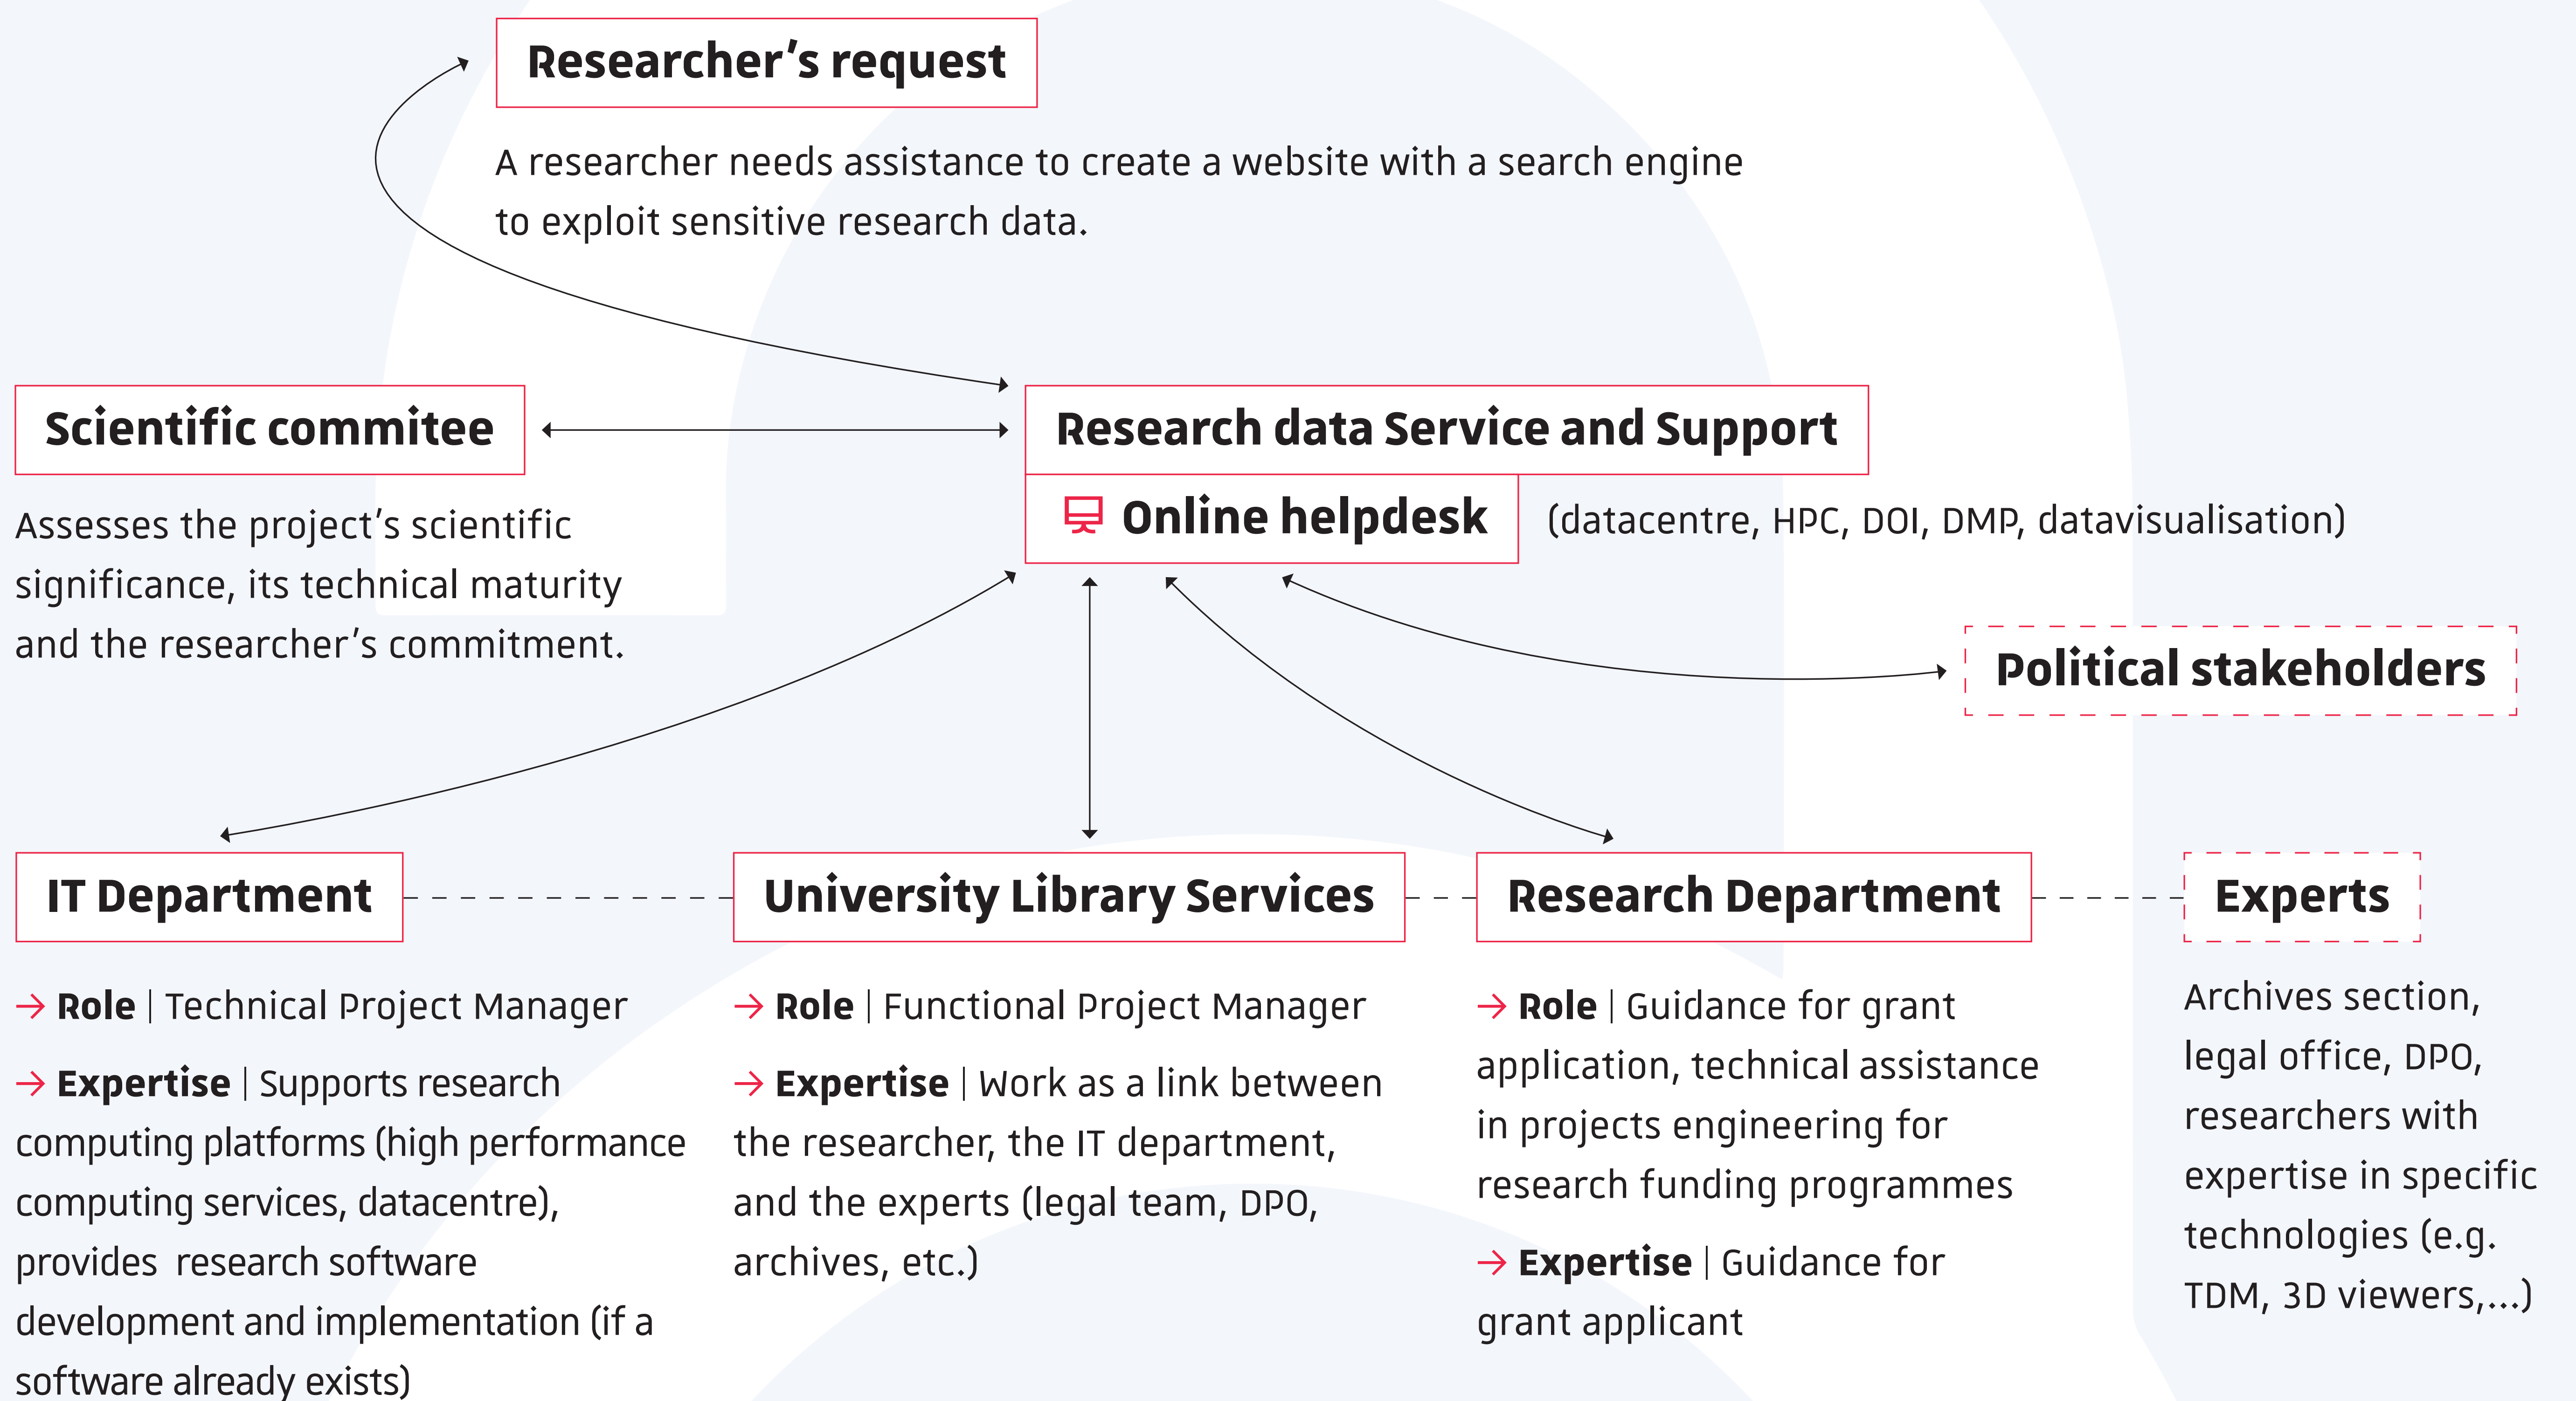 Researcher’s request
A researcher needs assistance to create a website with a search engine
to exploit sensitive research data.
Scientific commitee
Assesses the project’s scientific
significance, its technical maturity
and the researcher’s commitment.
Research data Service and Support
Online helpdesk
(datacentre, HPC, DOI, DMP, datavisualisation)
Political stakeholders
IT Department
→ Role | Technical Project Manager
→ Expertise | Supports research
computing platforms (high performance
computing services, datacentre),
provides  research software
development and implementation (if a
software already exists)
University Library Services
→ Role | Functional Project Manager
→ Expertise | Work as a link between
the researcher, the IT department,
and the experts (legal team, DPO,
archives, etc.)
Research Department
→ Role | Guidance for grant
application, technical assistance
in projects engineering for
research funding programmes
→ Expertise | Guidance for
grant applicant
Experts
Archives section,
legal office, DPO,
researchers with
expertise in specific
technologies (e.g.
TDM, 3D viewers,...)